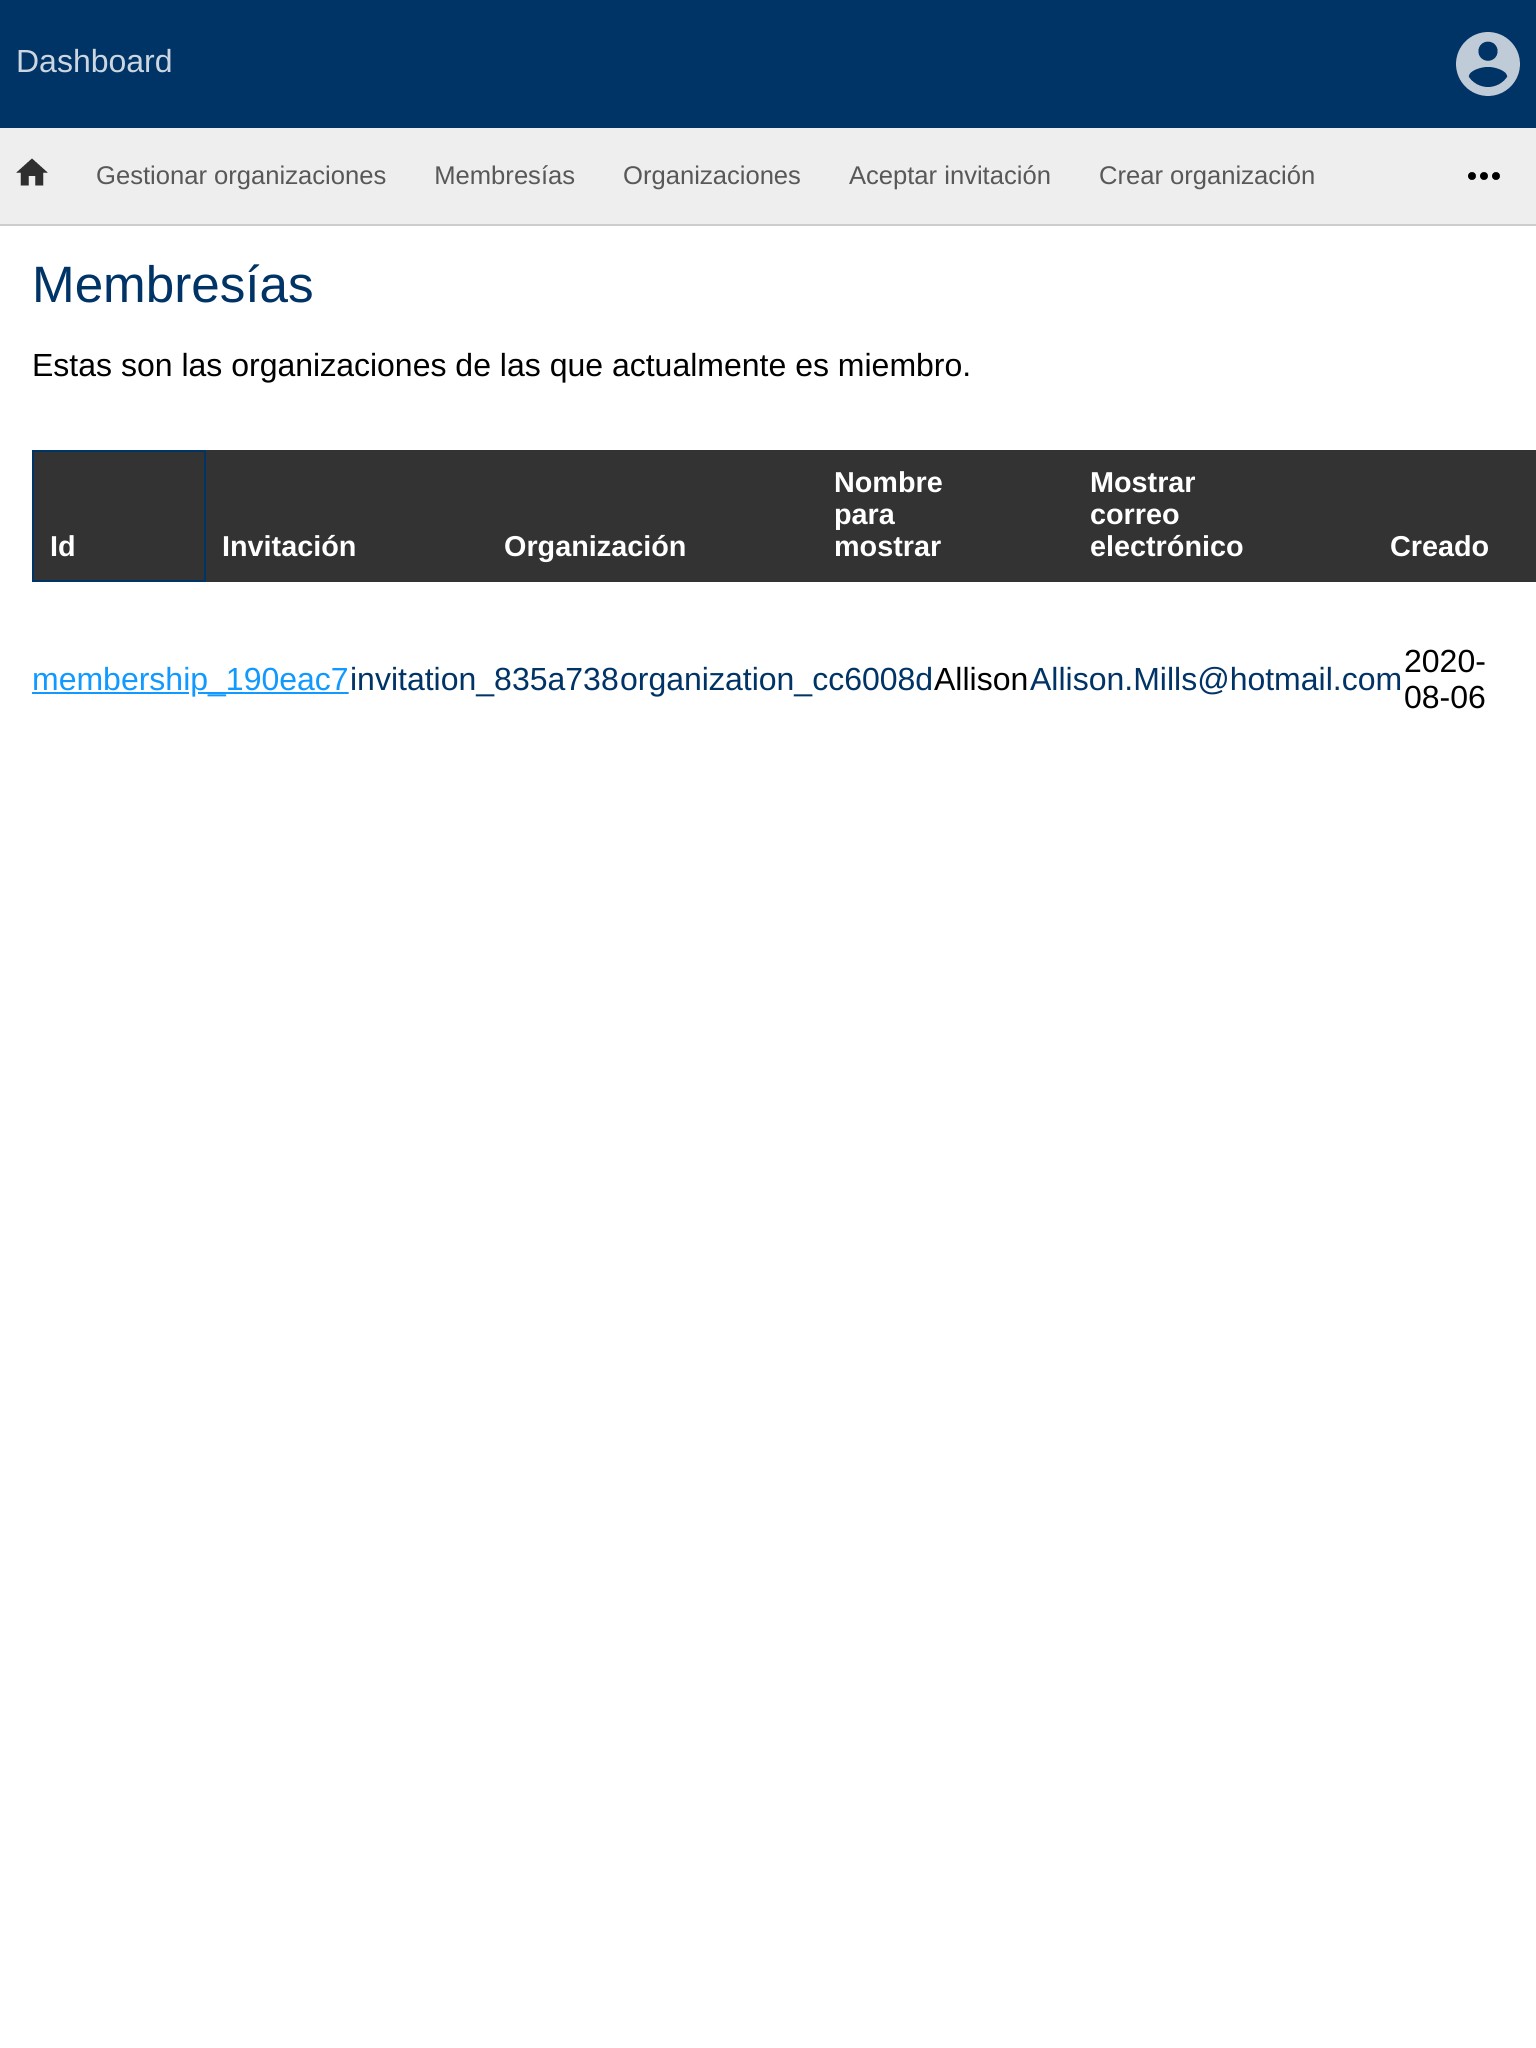 Dashboard
Gestionar organizaciones Membresías Organizaciones Aceptar invitación Crear organización
Membresías
Estas son las organizaciones de las que actualmente es miembro.
Id Invitación Organización Nombre para mostrar Mostrar correo electrónico Creado
membership_190eac7 invitation_835a738 organization_cc6008d Allison Allison.Mills@hotmail.com 2020-08-06